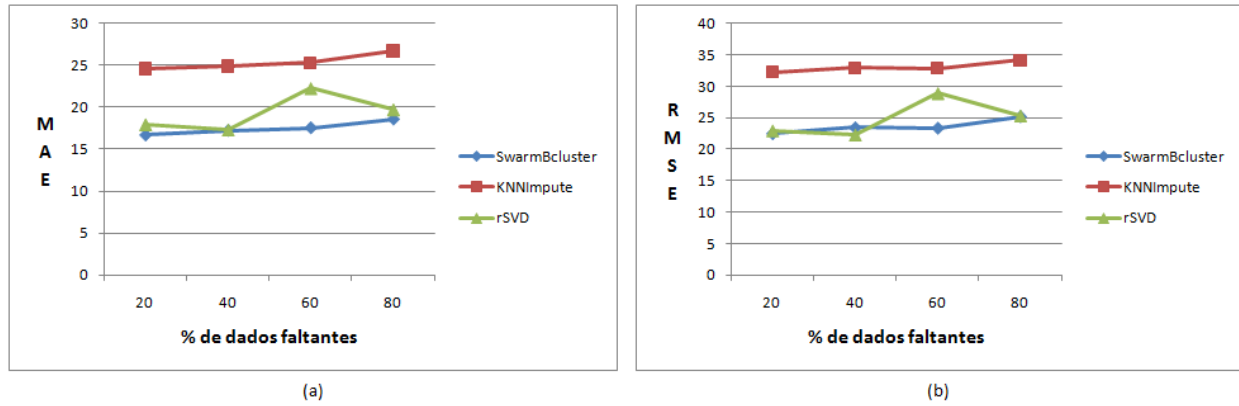 30
25
20
15
10
5
0
M
A
E
20 40 60 80
% de dados faltantes
SwarmBcluster
KNNImpute
rSVD
(a)
40
35
30
25
20
15
10
5
0
R
M
S
E
20 40 60 80
% de dados faltantes
SwarmBcluster
KNNImpute
rSVD
(b)